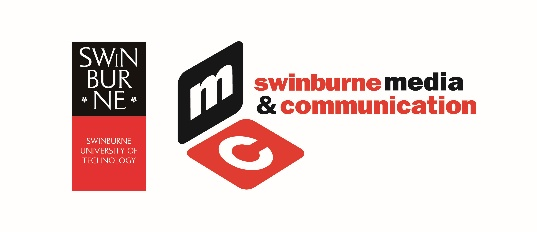 SWIN
BUR
* NE *
SWINBURNE
UNIVERSITY OF
TECHNOLOGY
m
c
swinburne media
& communication